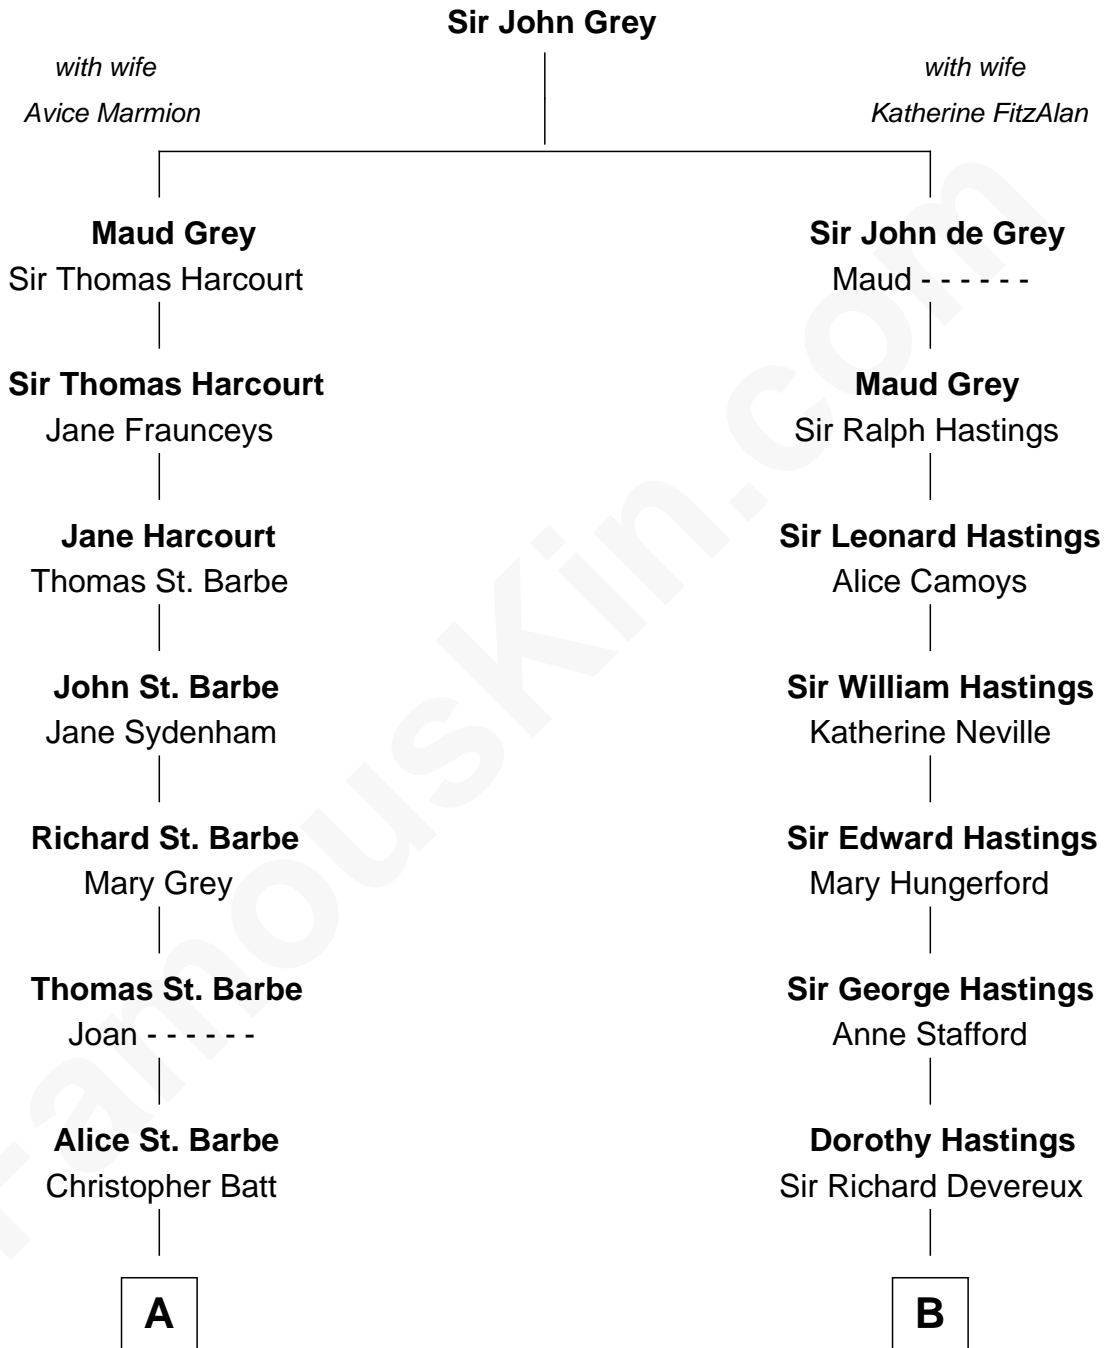 Sir John Grey
with wife
Avice Marmion
with wife
Katherine FitzAlan
Maud Grey
Sir Thomas Harcourt
Sir John de Grey
Maud - - - - - -
Sir Thomas Harcourt
Jane Fraunceys
Maud Grey
Sir Ralph Hastings
Jane Harcourt
Thomas St. Barbe
Sir Leonard Hastings
Alice Camoys
John St. Barbe
Jane Sydenham
Sir William Hastings
Katherine Neville
Richard St. Barbe
Mary Grey
Sir Edward Hastings
Mary Hungerford
Thomas St. Barbe
Joan - - - - - -
Sir George Hastings
Anne Stafford
Alice St. Barbe
Christopher Batt
Dorothy Hastings
Sir Richard Devereux
A
B
FamousKin.com